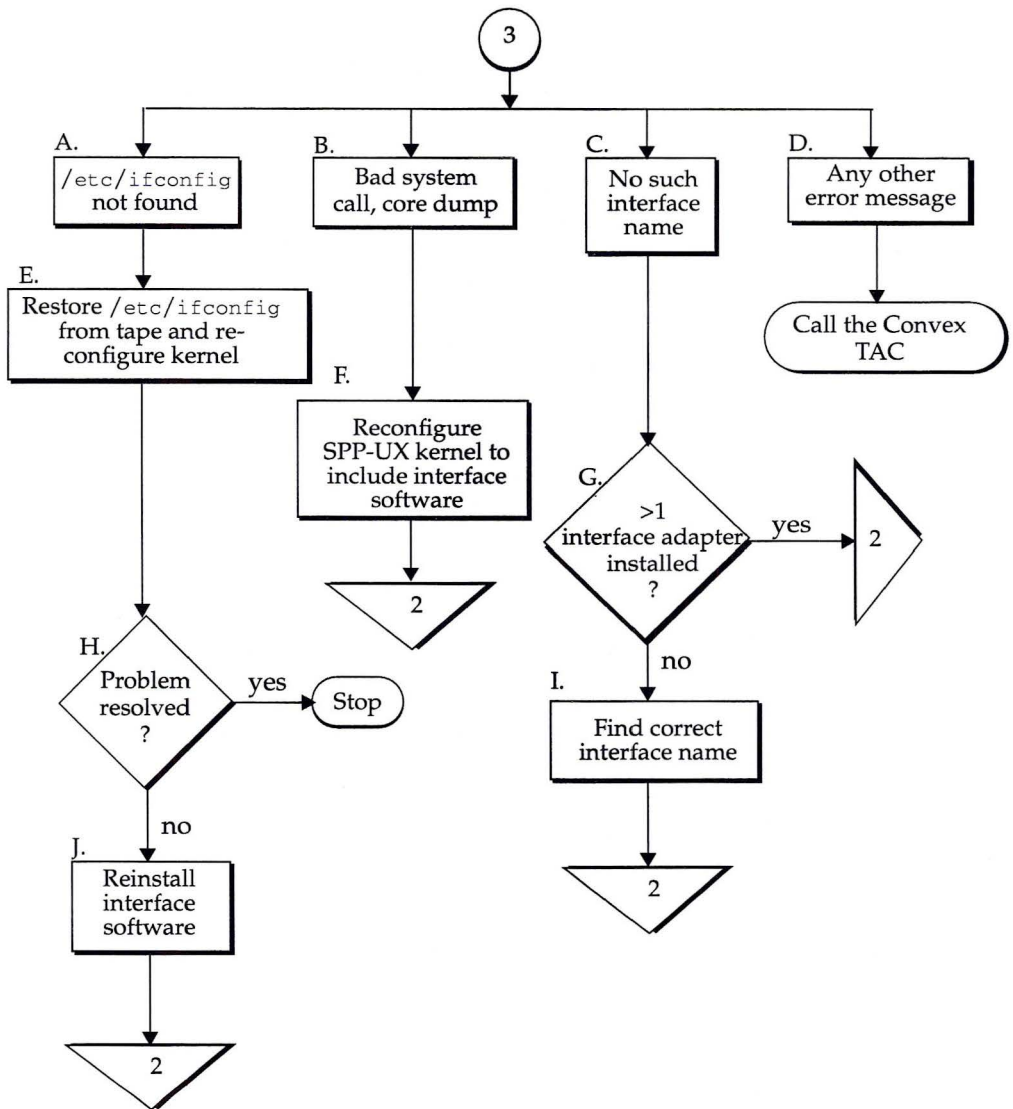 3
A.
/etc/ifconfig
not found
B.
Bad system
call, core dump
C.
No such
interface
name
D.
Any other
error message
E.
Restore /etc/ifconfig
from tape and re-
configure kernel
Call the Convex
TAC
F.
Reconfigure
SPP-UX kernel to
include interface
software
2
G.
>1
interface adapter
installed
?
yes
2
no
H.
Problem
resolved
?
yes
Stop
no
I.
Find correct
interface name
2
J.
Reinstall
interface
software
2